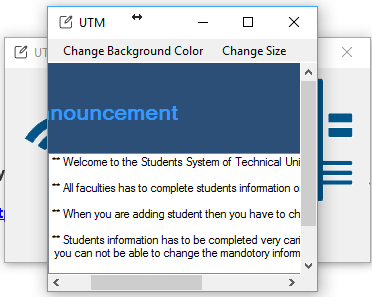 UTM
Change Background Color Change Size
nouncement
** Welcome to the Students System of Technical Uni
** All faculties has to complete students information o
** When you are adding student then you have to ch
** Students information has to be completed very cari
you can not be able to change the mandotory inform